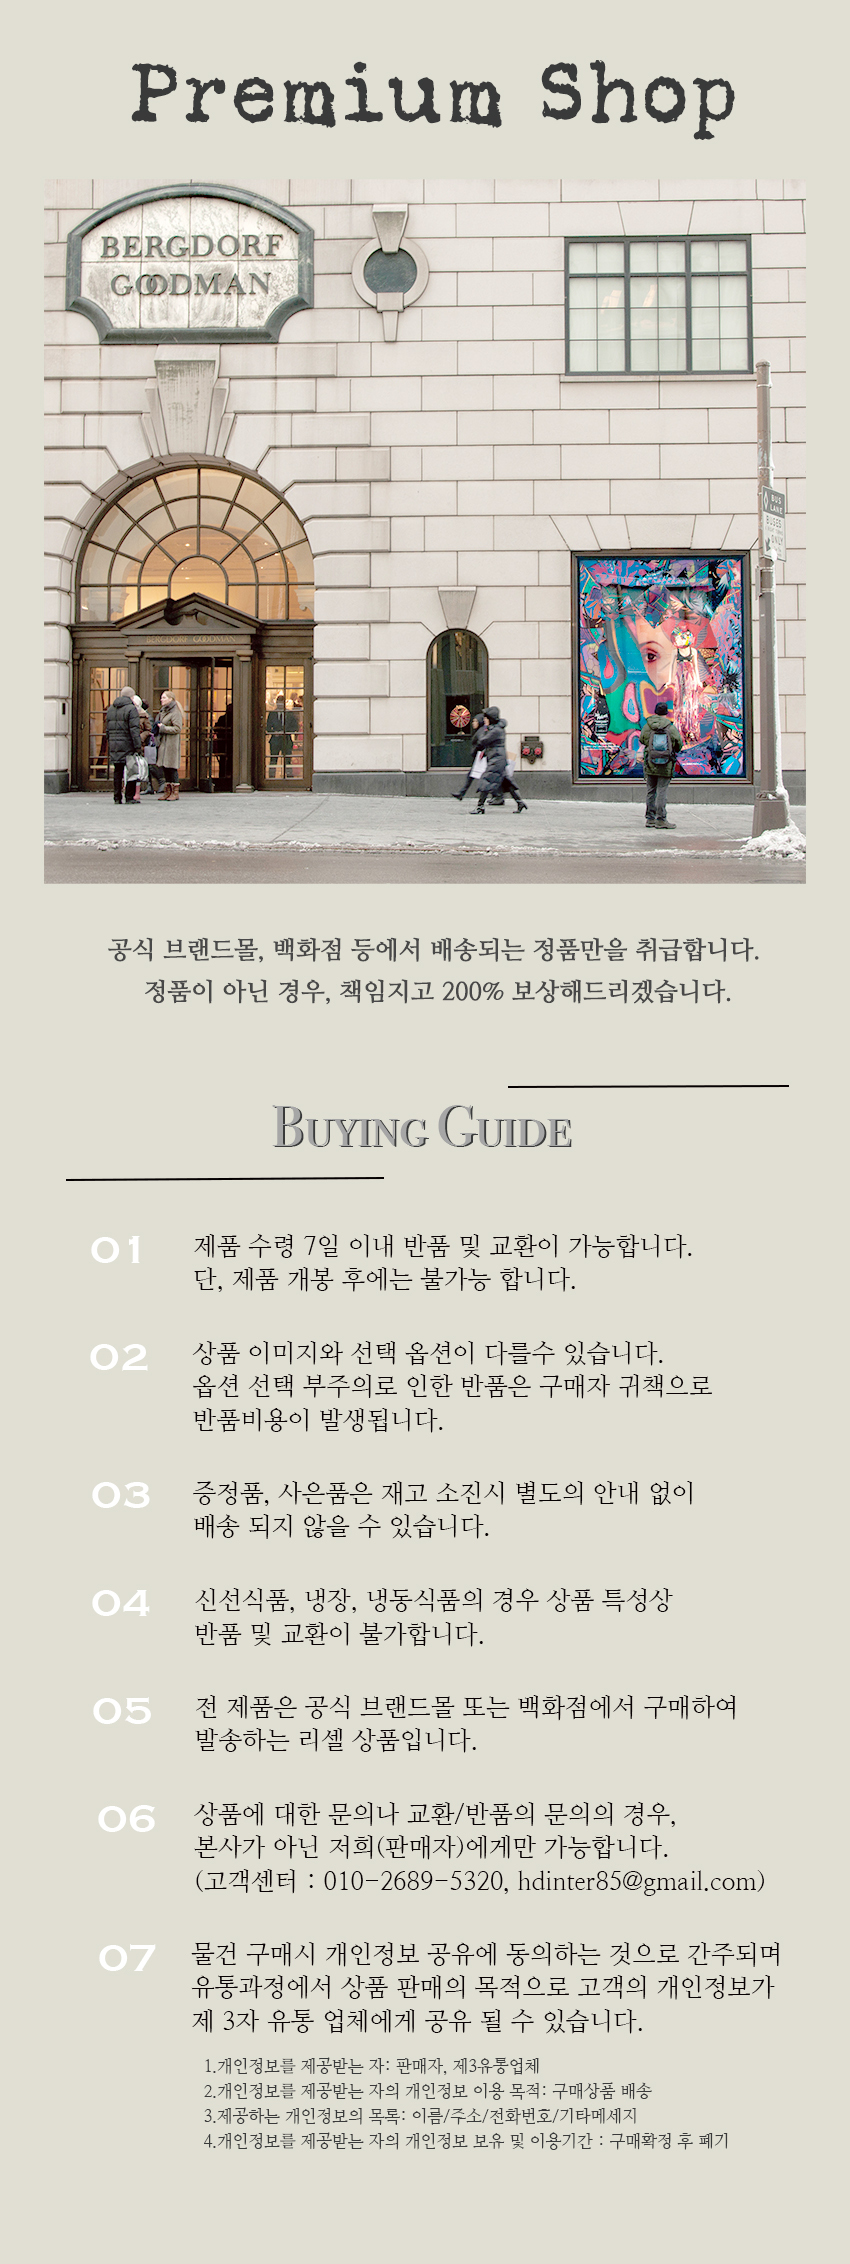 Premium Shop
BERGDORF
GOODMAN
BUS
LANE
BUSES
ONLY
BERGDORF GOODMAN
공식 브랜드몰, 백화점 등에서 배송되는 정품만을 취급합니다.
정품이 아닌 경우, 책임지고 200% 보상해드리겠습니다.
BUYING GUIDE
01 제품 수령 7일 이내 반품 및 교환이 가능합니다.
단, 제품 개봉 후에는 불가능 합니다.
02 상품 이미지와 선택 옵션이 다를수 있습니다.
옵션 선택 부주의로 인한 반품은 구매자 귀책으로
반품비용이 발생됩니다.
03 증정품, 사은품은 재고 소진시 별도의 안내 없이
배송 되지 않을 수 있습니다.
04 신선식품, 냉장, 냉동식품의 경우 상품 특성상
반품 및 교환이 불가합니다.
05 전 제품은 공식 브랜드몰 또는 백화점에서 구매하여
발송하는 리셀 상품입니다.
06 상품에 대한 문의나 교환/반품의 문의의 경우,
본사가 아닌 저희(판매자)에게만 가능합니다.
(고객센터 : 010-2689-5320, hdinter85@gmail.com)
07 물건 구매시 개인정보 공유에 동의하는 것으로 간주되며
유통과정에서 상품 판매의 목적으로 고객의 개인정보가
제 3자 유통 업체에게 공유 될 수 있습니다.
1.개인정보를 제공받는 자: 판매자, 제3유통업체
2.개인정보를 제공받는 자의 개인정보 이용 목적: 구매상품 배송
3.제공하는 개인정보의 목록: 이름/주소/전화번호/기타메세지
4.개인정보를 제공받는 자의 개인정보 보유 및 이용기간 : 구매확정 후 폐기